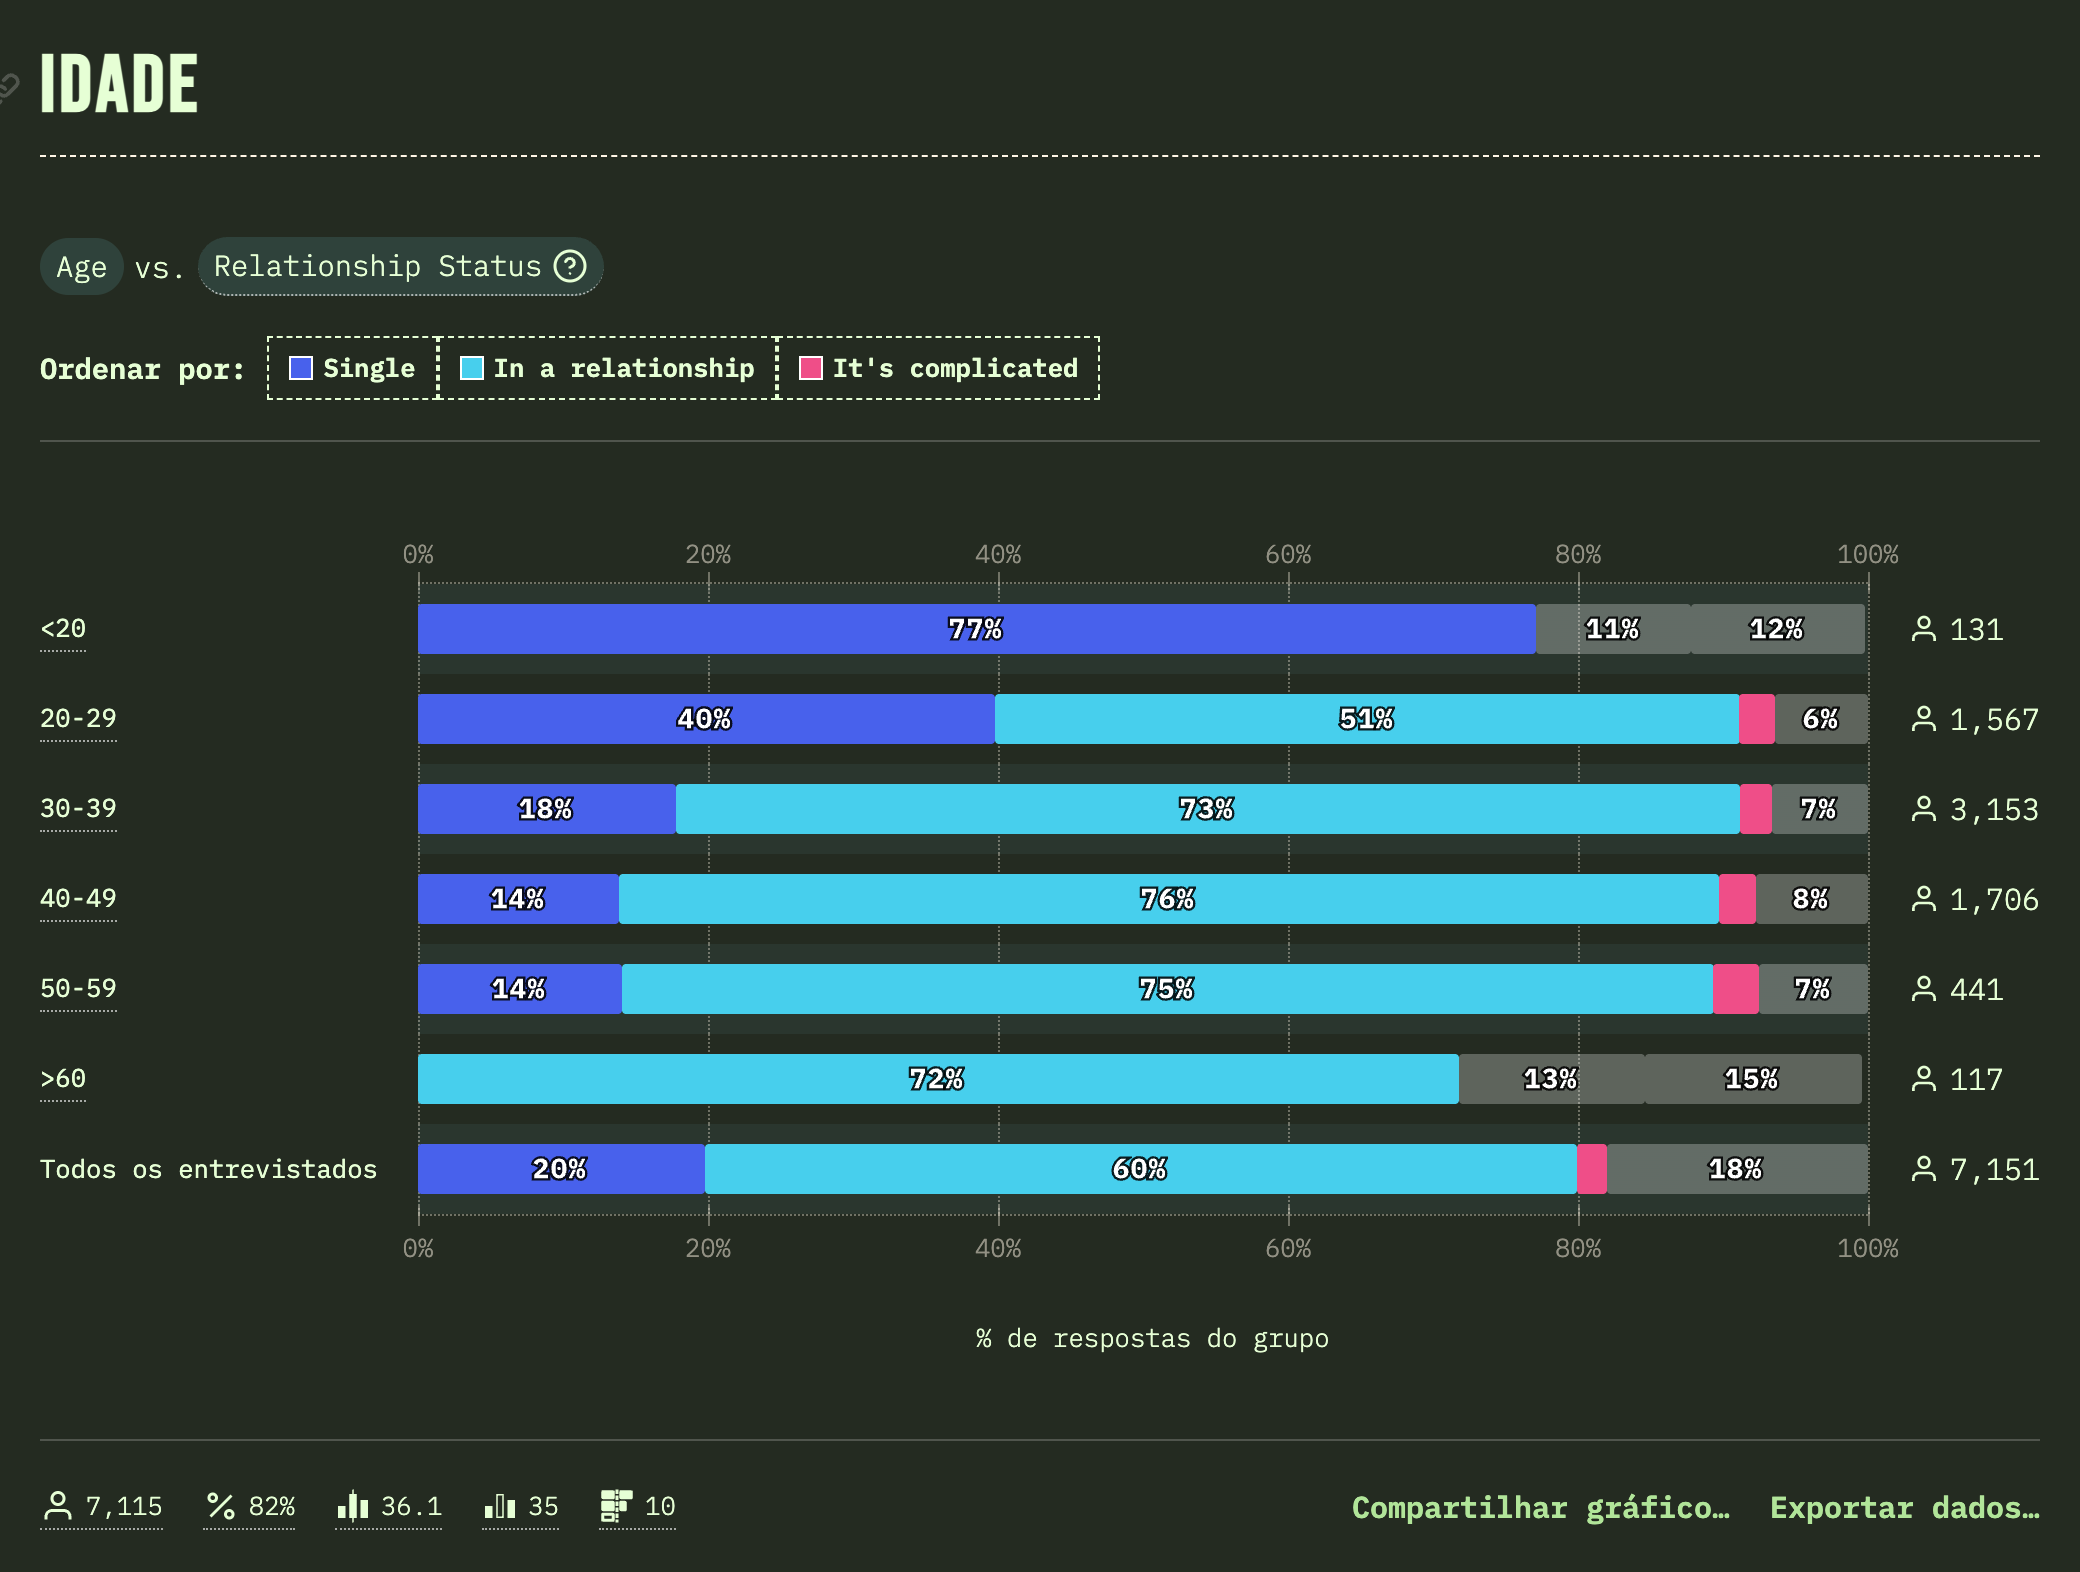 IDADE
Age vs. Relationship Status ?
Ordenar por: Single In a relationship It's complicated
0% 20% 40% 60% 80% 100%
<20 77% 11% 12% 131
20-29 40% 51% 6% 1,567
30-39 18% 73% 7% 3,153
40-49 14% 76% 8% 1,706
50-59 14% 75% 7% 441
>60 72% 13% 15% 117
Todos os entrevistados 20% 60% 18% 7,151
0% 20% 40% 60% 80% 100%
% de respostas do grupo
7,115 % 82% 36.1 35 10 Compartilhar gráfico… Exportar dados…